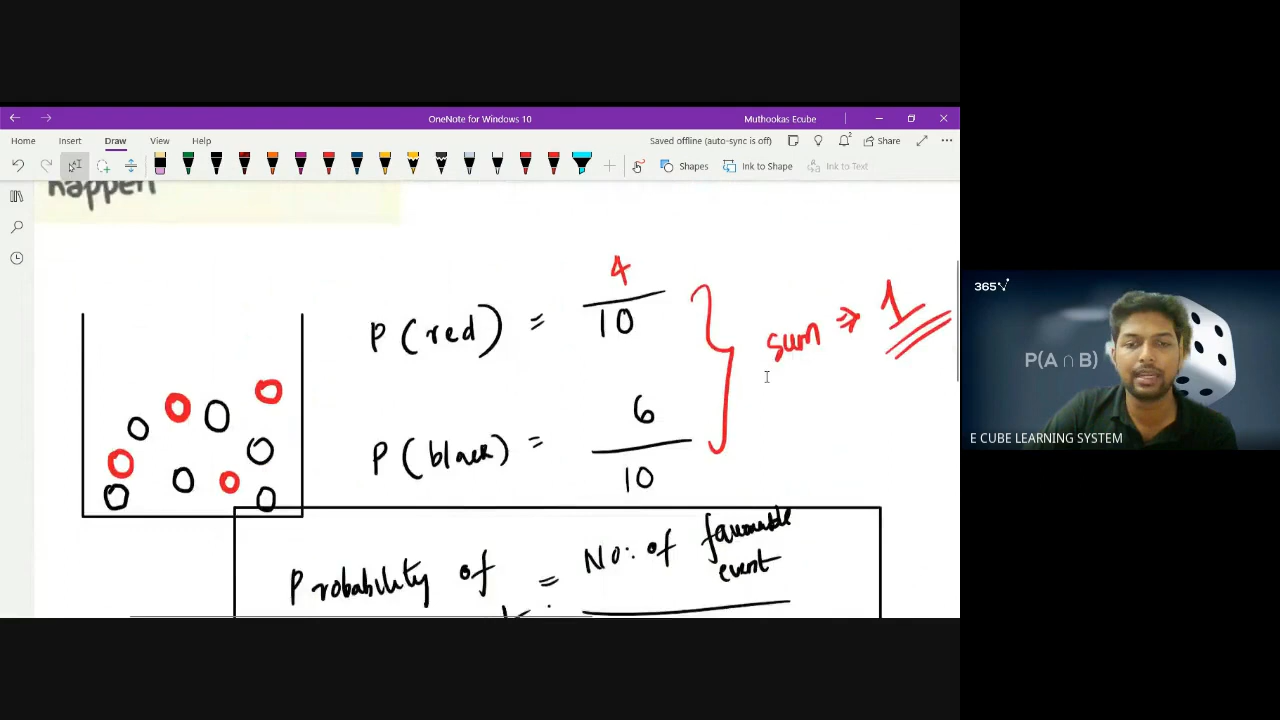 OneNote for Windows 10
Muthookas Ecube
Home Insert Draw View Help
Saved offline (auto-sync is off)
Share
Shapes
Ink to Shape
Ink to Text
happen
P(red) = 4/10
sum ⇒ 1
P(black) = 6/10
Probability of = No: of favourable
event
365
P(A ∩ B)
E CUBE LEARNING SYSTEM